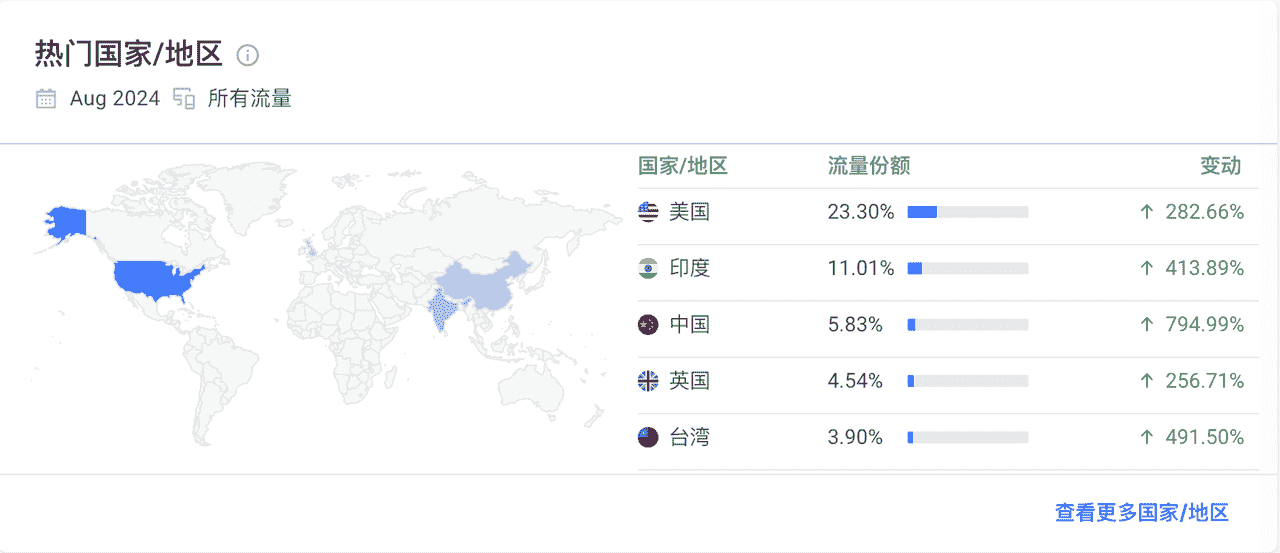 热门国家/地区
Aug 2024 所有流量
国家/地区 流量份额 变动
美国 23.30% ↑ 282.66%
印度 11.01% ↑ 413.89%
中国 5.83% ↑ 794.99%
英国 4.54% ↑ 256.71%
台湾 3.90% ↑ 491.50%
查看更多国家/地区